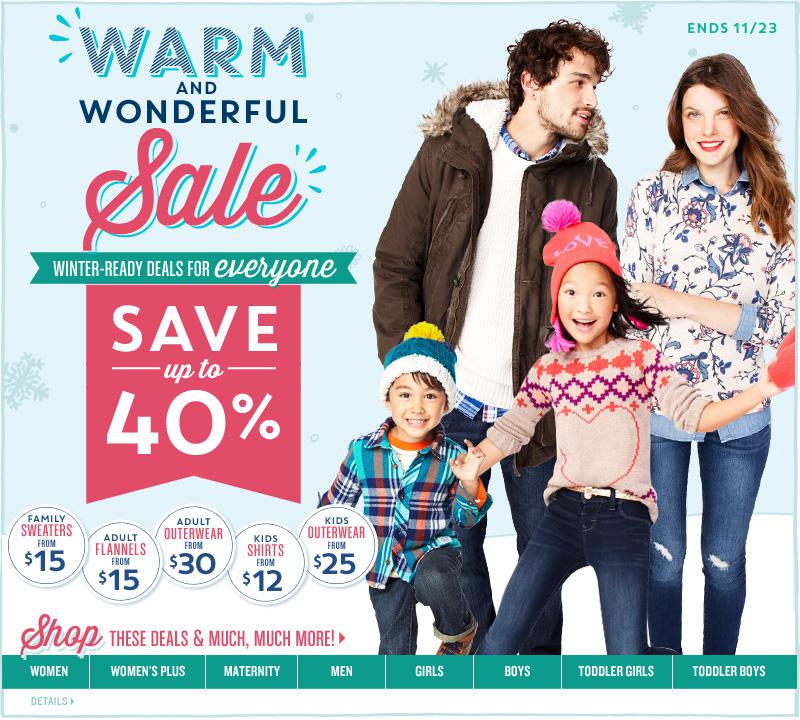 ENDS 11/23
WARM
AND
WONDERFUL
Sale
WINTER-READY DEALS FOR everyone
SAVE
up to
40%
LOVE
FAMILY
SWEATERS
FROM
$15
ADULT
FLANNELS
FROM
$15
ADULT
OUTERWEAR
FROM
$30
KIDS
SHIRTS
FROM
$12
KIDS
OUTERWEAR
FROM
$25
Shop THESE DEALS & MUCH, MUCH MORE!
WOMEN WOMEN'S PLUS MATERNITY MEN GIRLS BOYS TODDLER GIRLS TODDLER BOYS
DETAILS